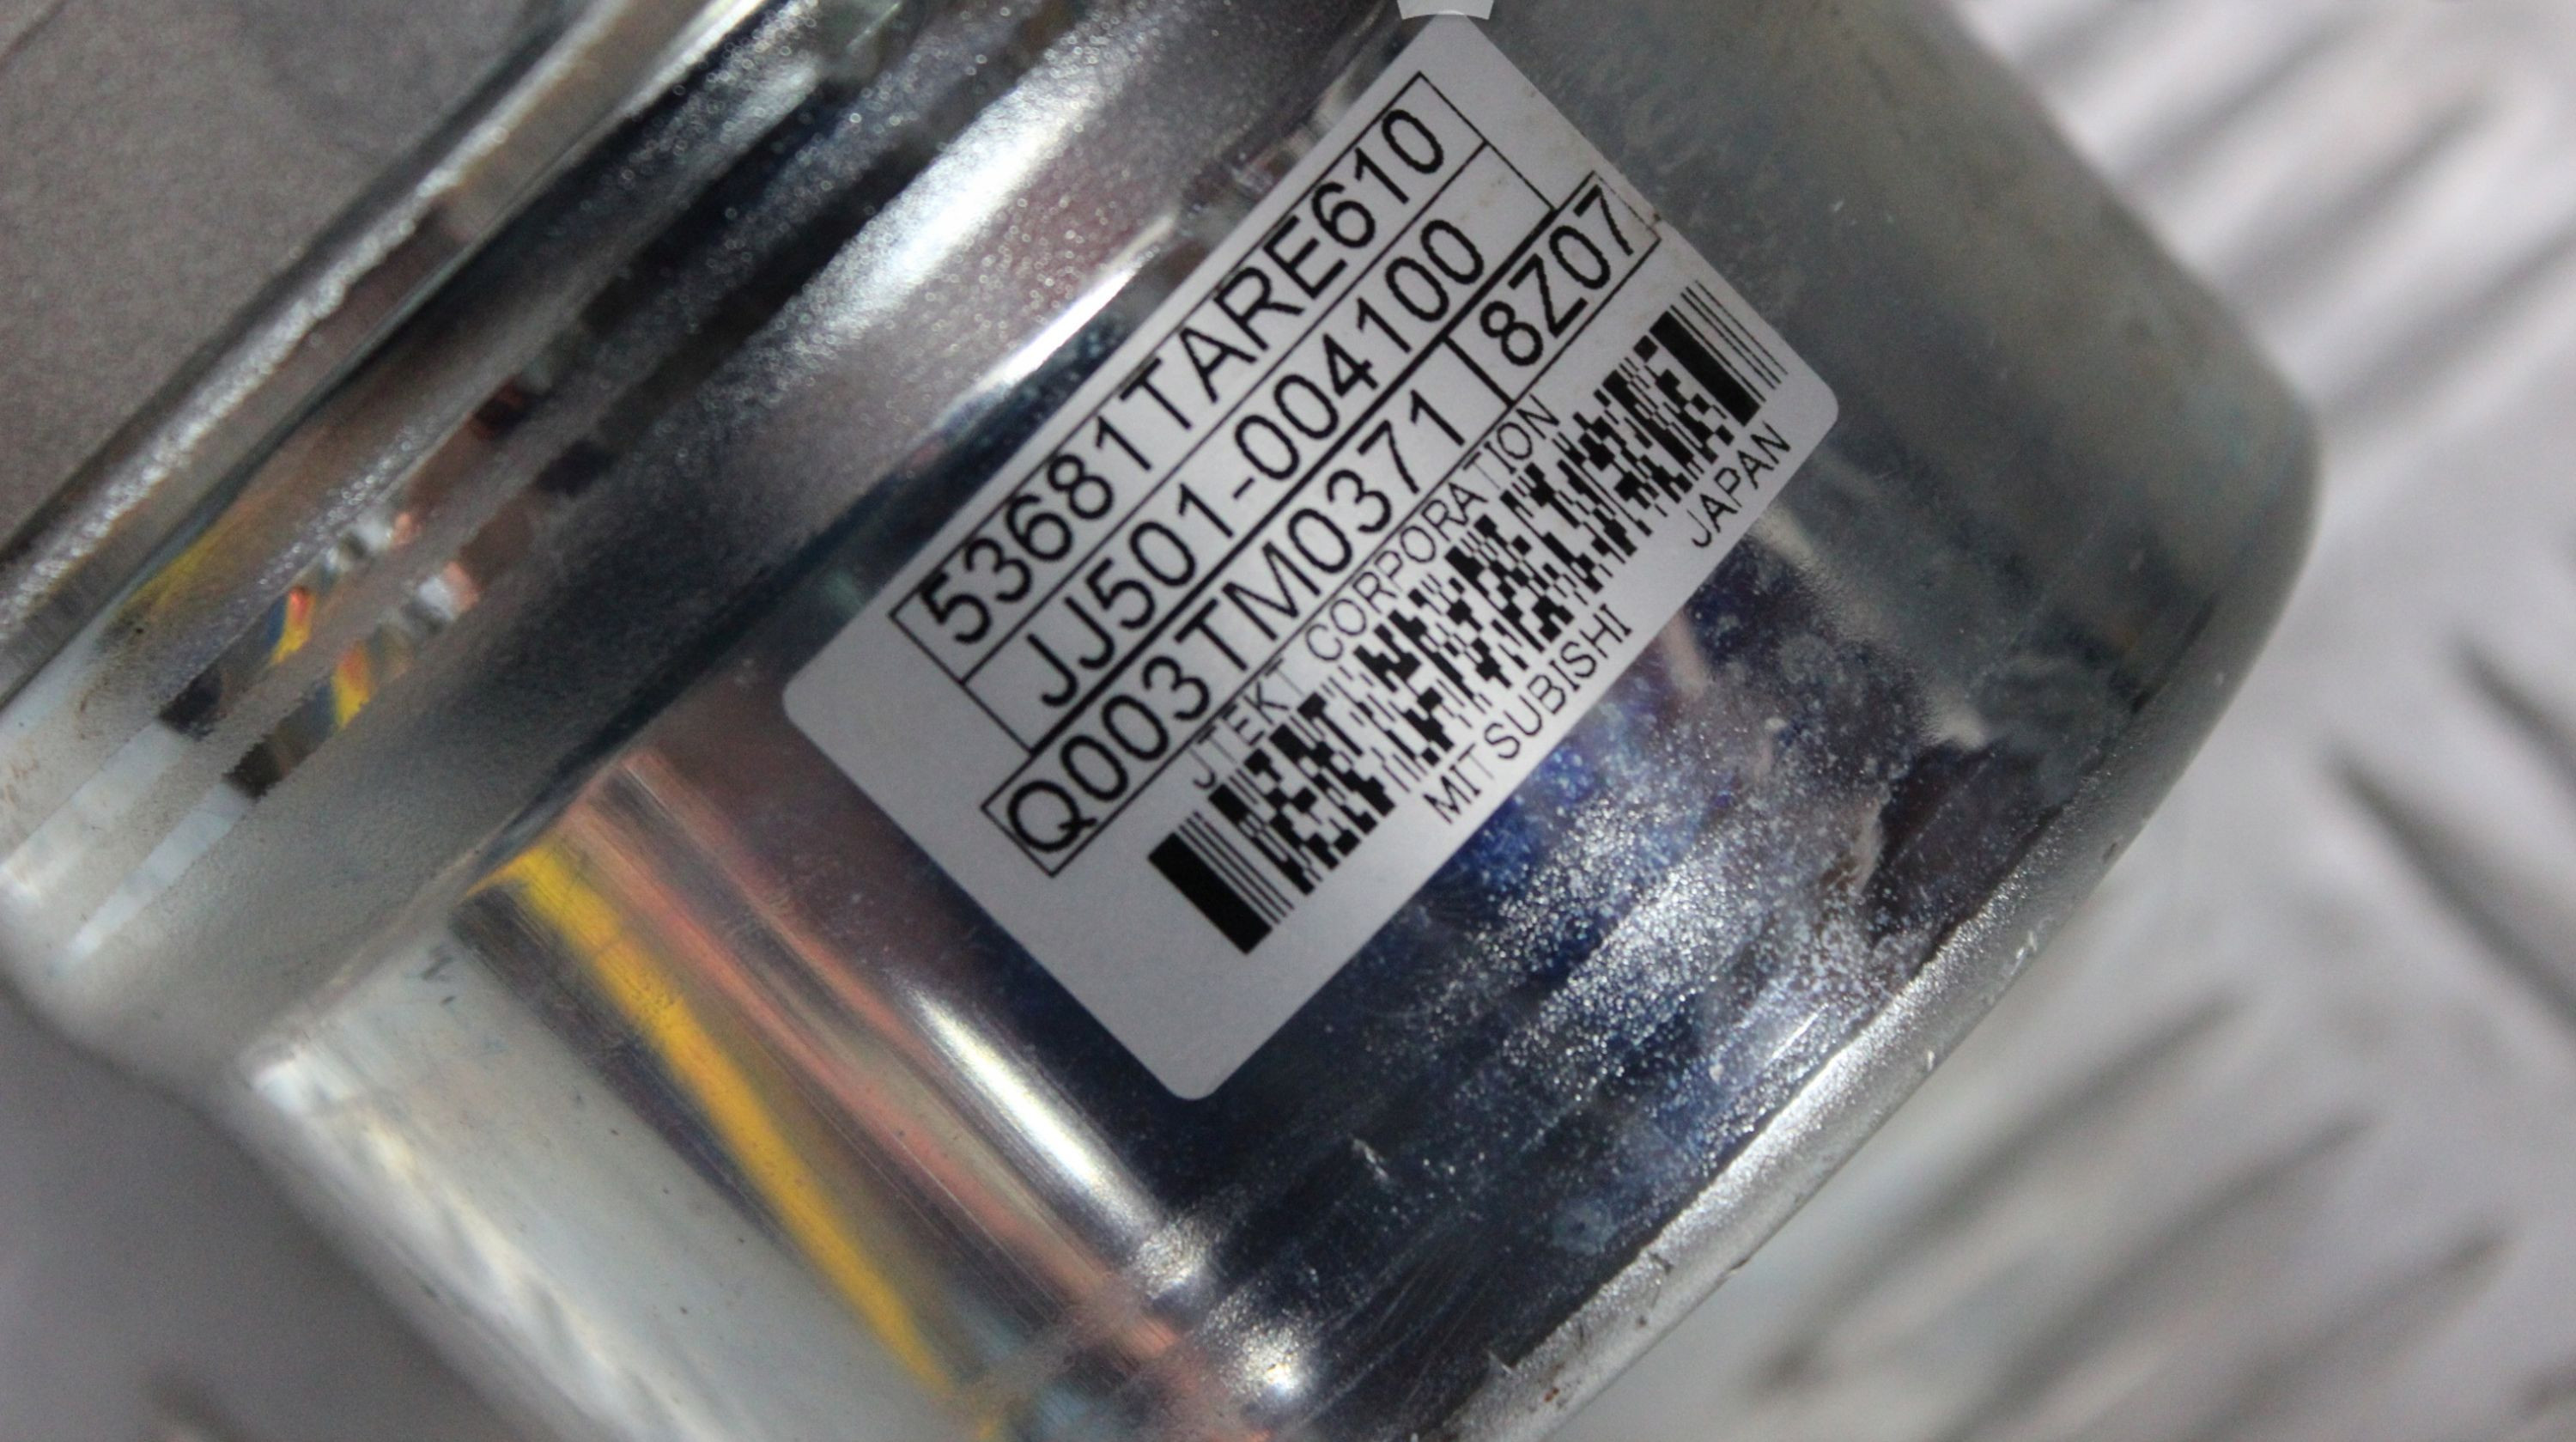 53681TARE610
JJ501-004100
Q003TM0371 8Z07
JTEKT CORPORATION
MITSUBISHI JAPAN